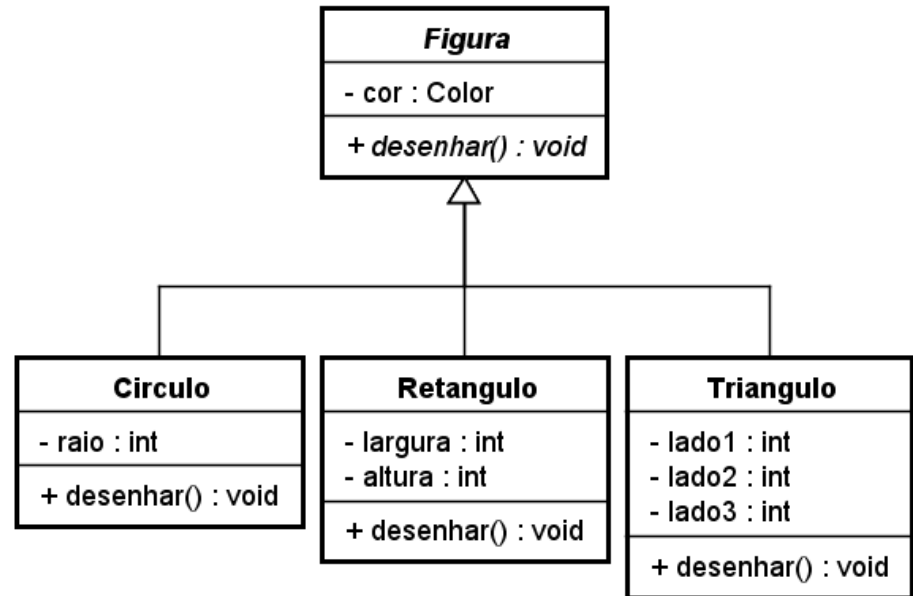 Figura
- cor : Color
+ desenhar() : void
Circulo
- raio : int
+ desenhar() : void
Retangulo
- largura : int
- altura : int
+ desenhar() : void
Triangulo
- lado1 : int
- lado2 : int
- lado3 : int
+ desenhar() : void